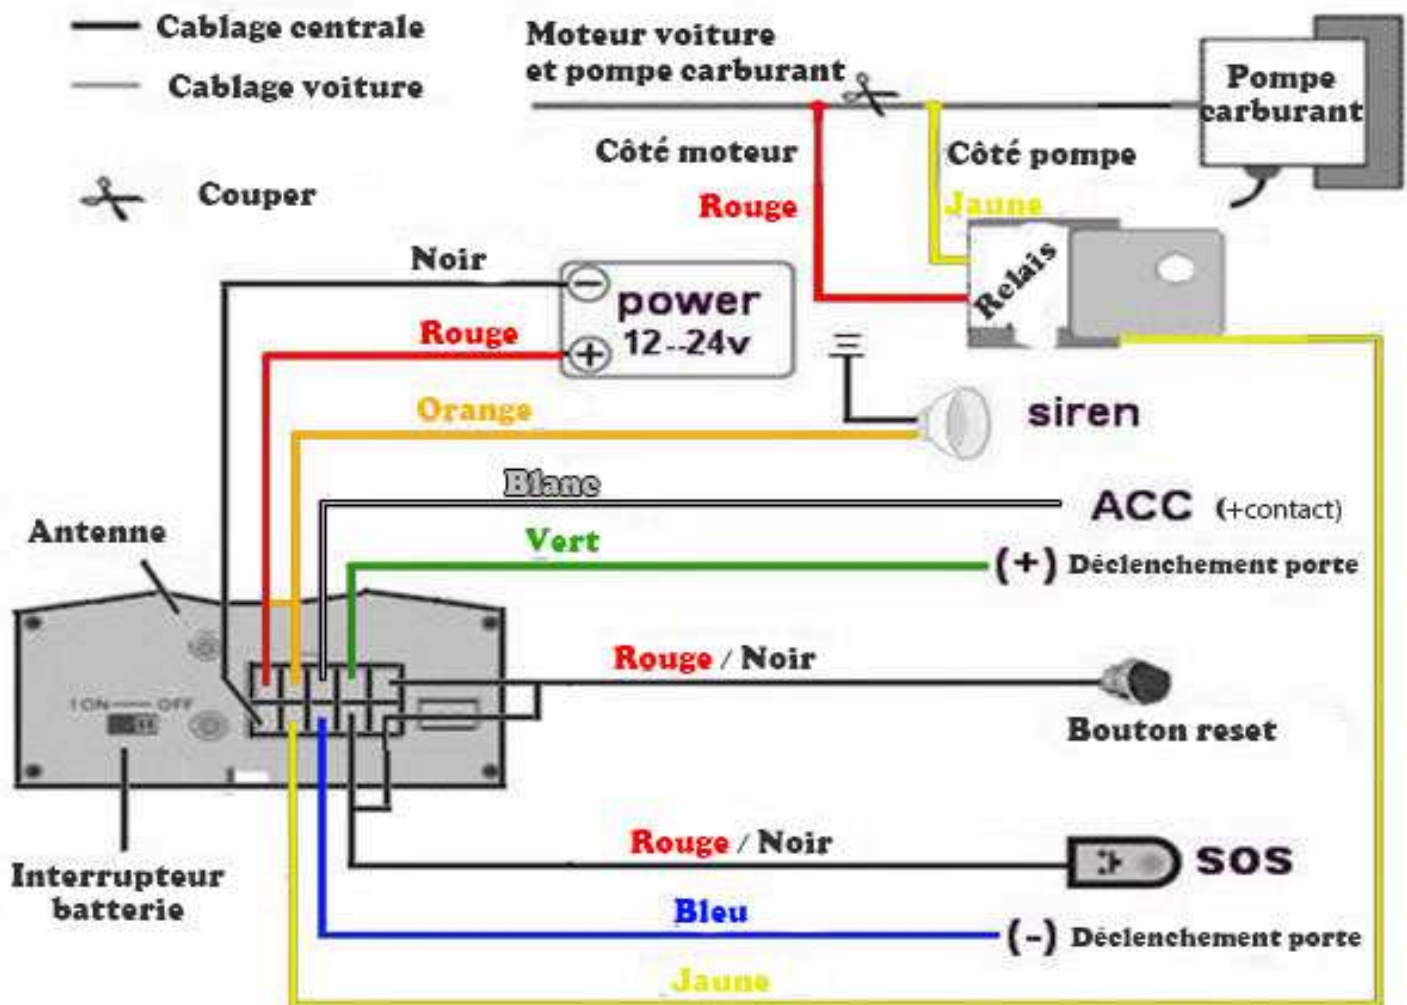 Cablage centrale
Cablage voiture
Couper
Moteur voiture
et pompe carburant
Pompe
carburant
Côté moteur
Côté pompe
Rouge
Jaune
Relais
Noir
power
12--24v
Rouge
Orange
siren
Blanc
ACC (+contact)
Vert
(+) Déclenchement porte
Antenne
Rouge / Noir
Bouton reset
1 ON OFF
Rouge / Noir
SOS
Interrupteur
batterie
Bleu
(-) Déclenchement porte
Jaune